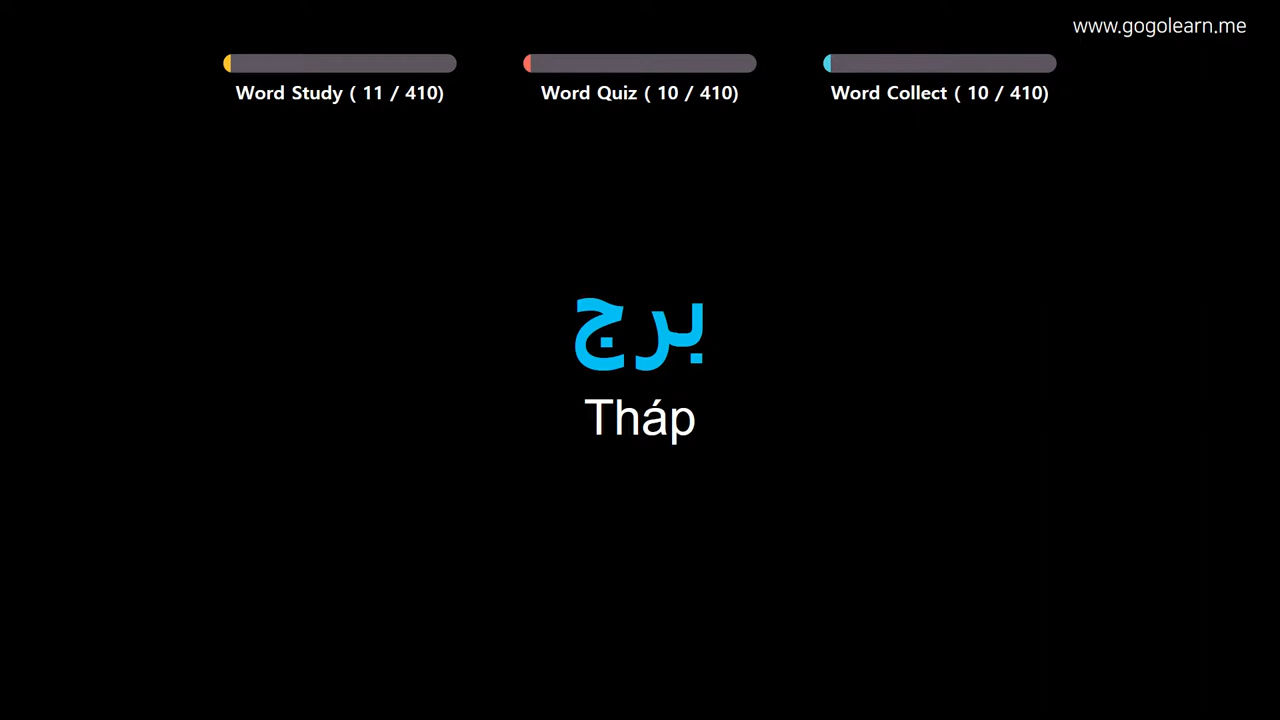 www.gogolearn.me
Word Study ( 11 / 410)
Word Quiz ( 10 / 410)
Word Collect ( 10 / 410)
برج
Tháp